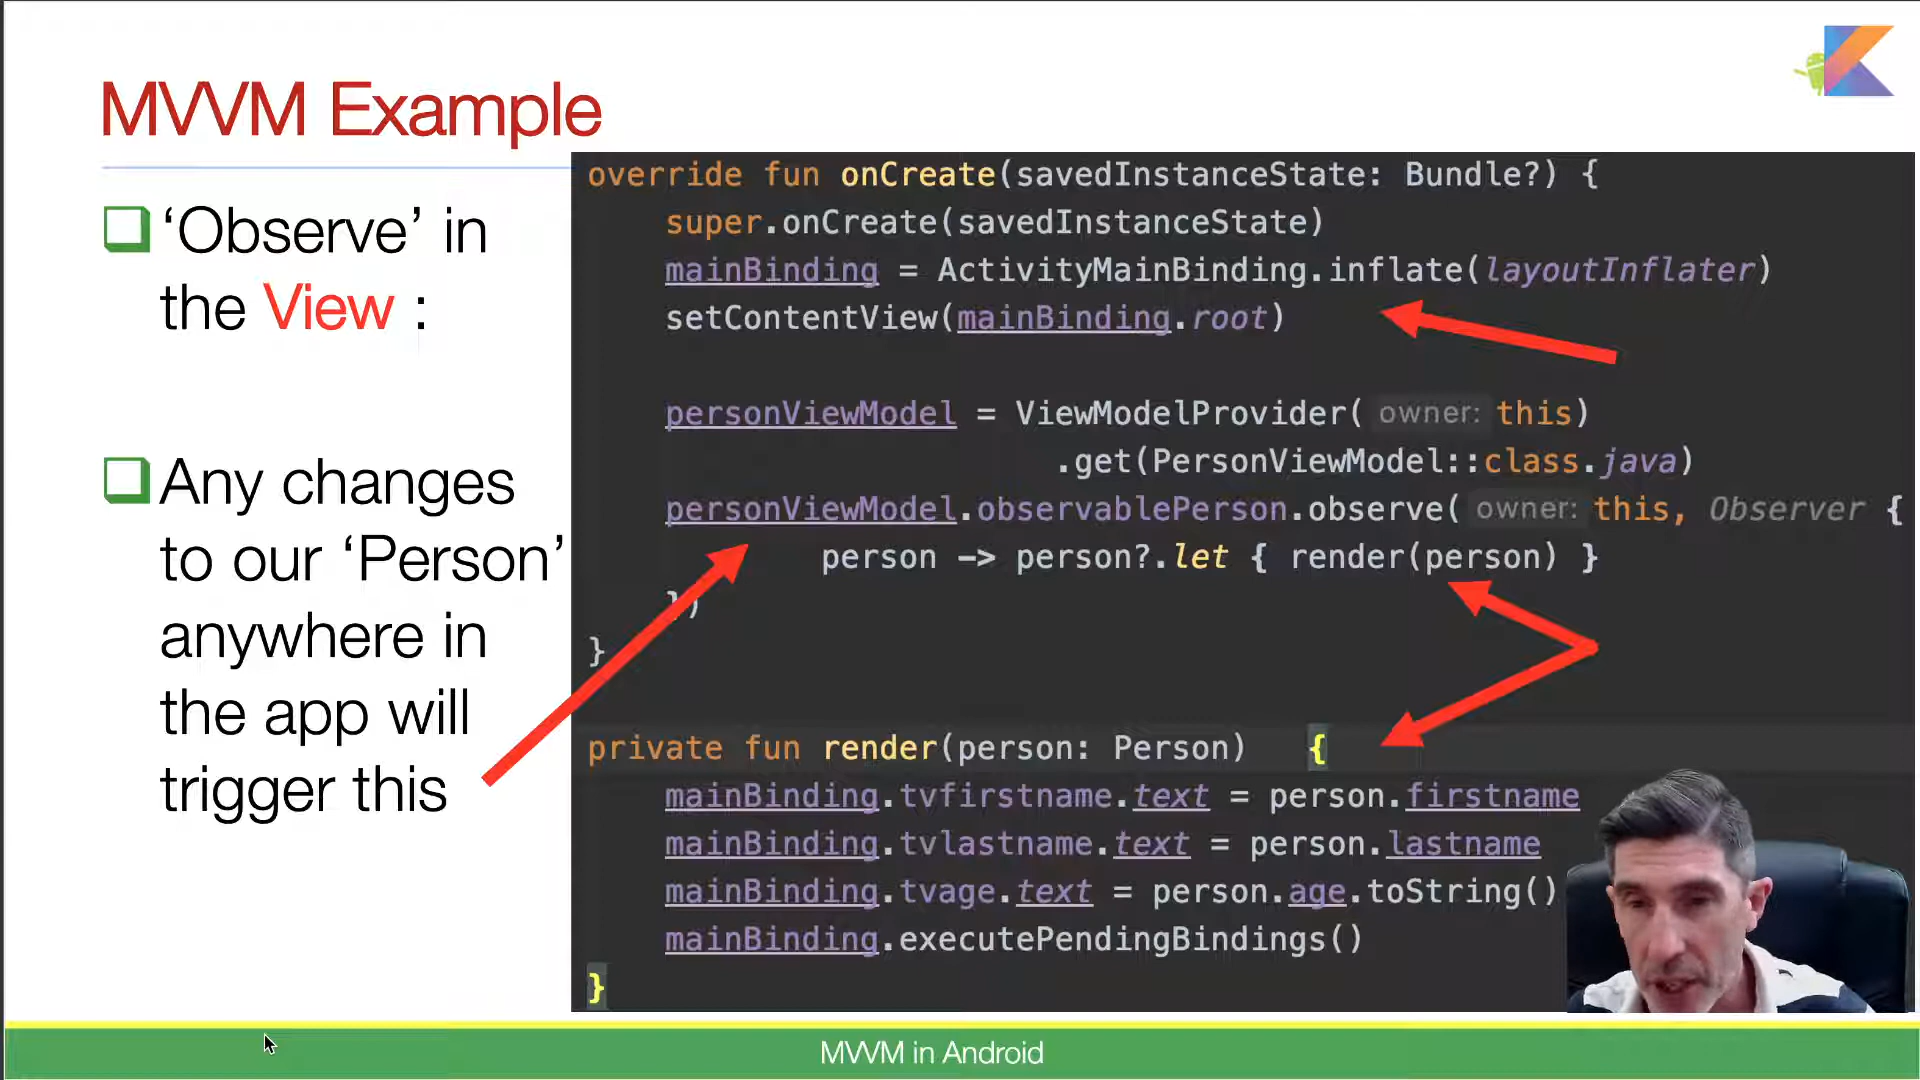 MVVM Example
‘Observe’ in
the View :
Any changes
to our ‘Person’
anywhere in
the app will
trigger this
override fun onCreate(savedInstanceState: Bundle?) {
super.onCreate(savedInstanceState)
mainBinding = ActivityMainBinding.inflate(layoutInflater)
setContentView(mainBinding.root)
personViewModel = ViewModelProvider( owner: this)
.get(PersonViewModel::class.java)
personViewModel.observablePerson.observe( owner: this, Observer {
person -> person?.let { render(person) }
})
}
private fun render(person: Person) {
mainBinding.tvfirstname.text = person.firstname
mainBinding.tvlastname.text = person.lastname
mainBinding.tvage.text = person.age.toString()
mainBinding.executePendingBindings()
}
MVVM in Android